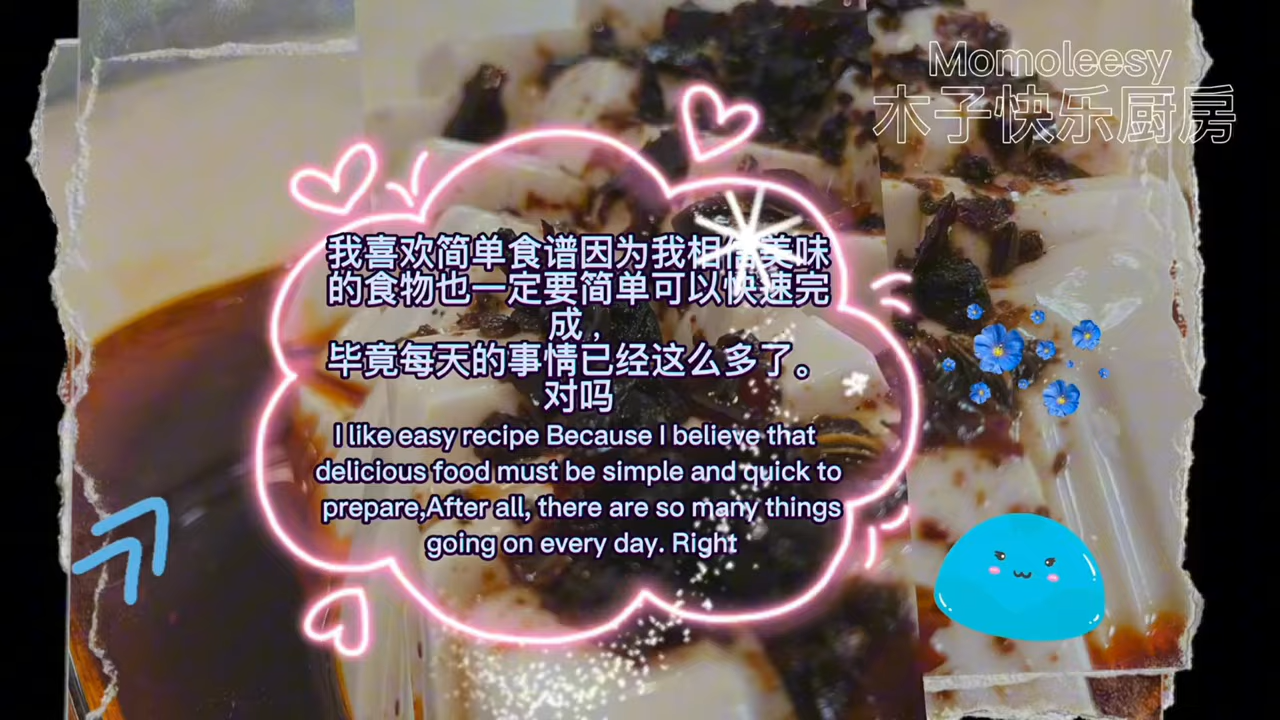 Momoleesy
木子快乐厨房
我喜欢简单食谱因为我相信美味
的食物也一定要简单可以快速完
成，
毕竟每天的事情已经这么多了。
对吗
I like easy recipe Because I believe that
delicious food must be simple and quick to
prepare,After all, there are so many things
going on every day. Right